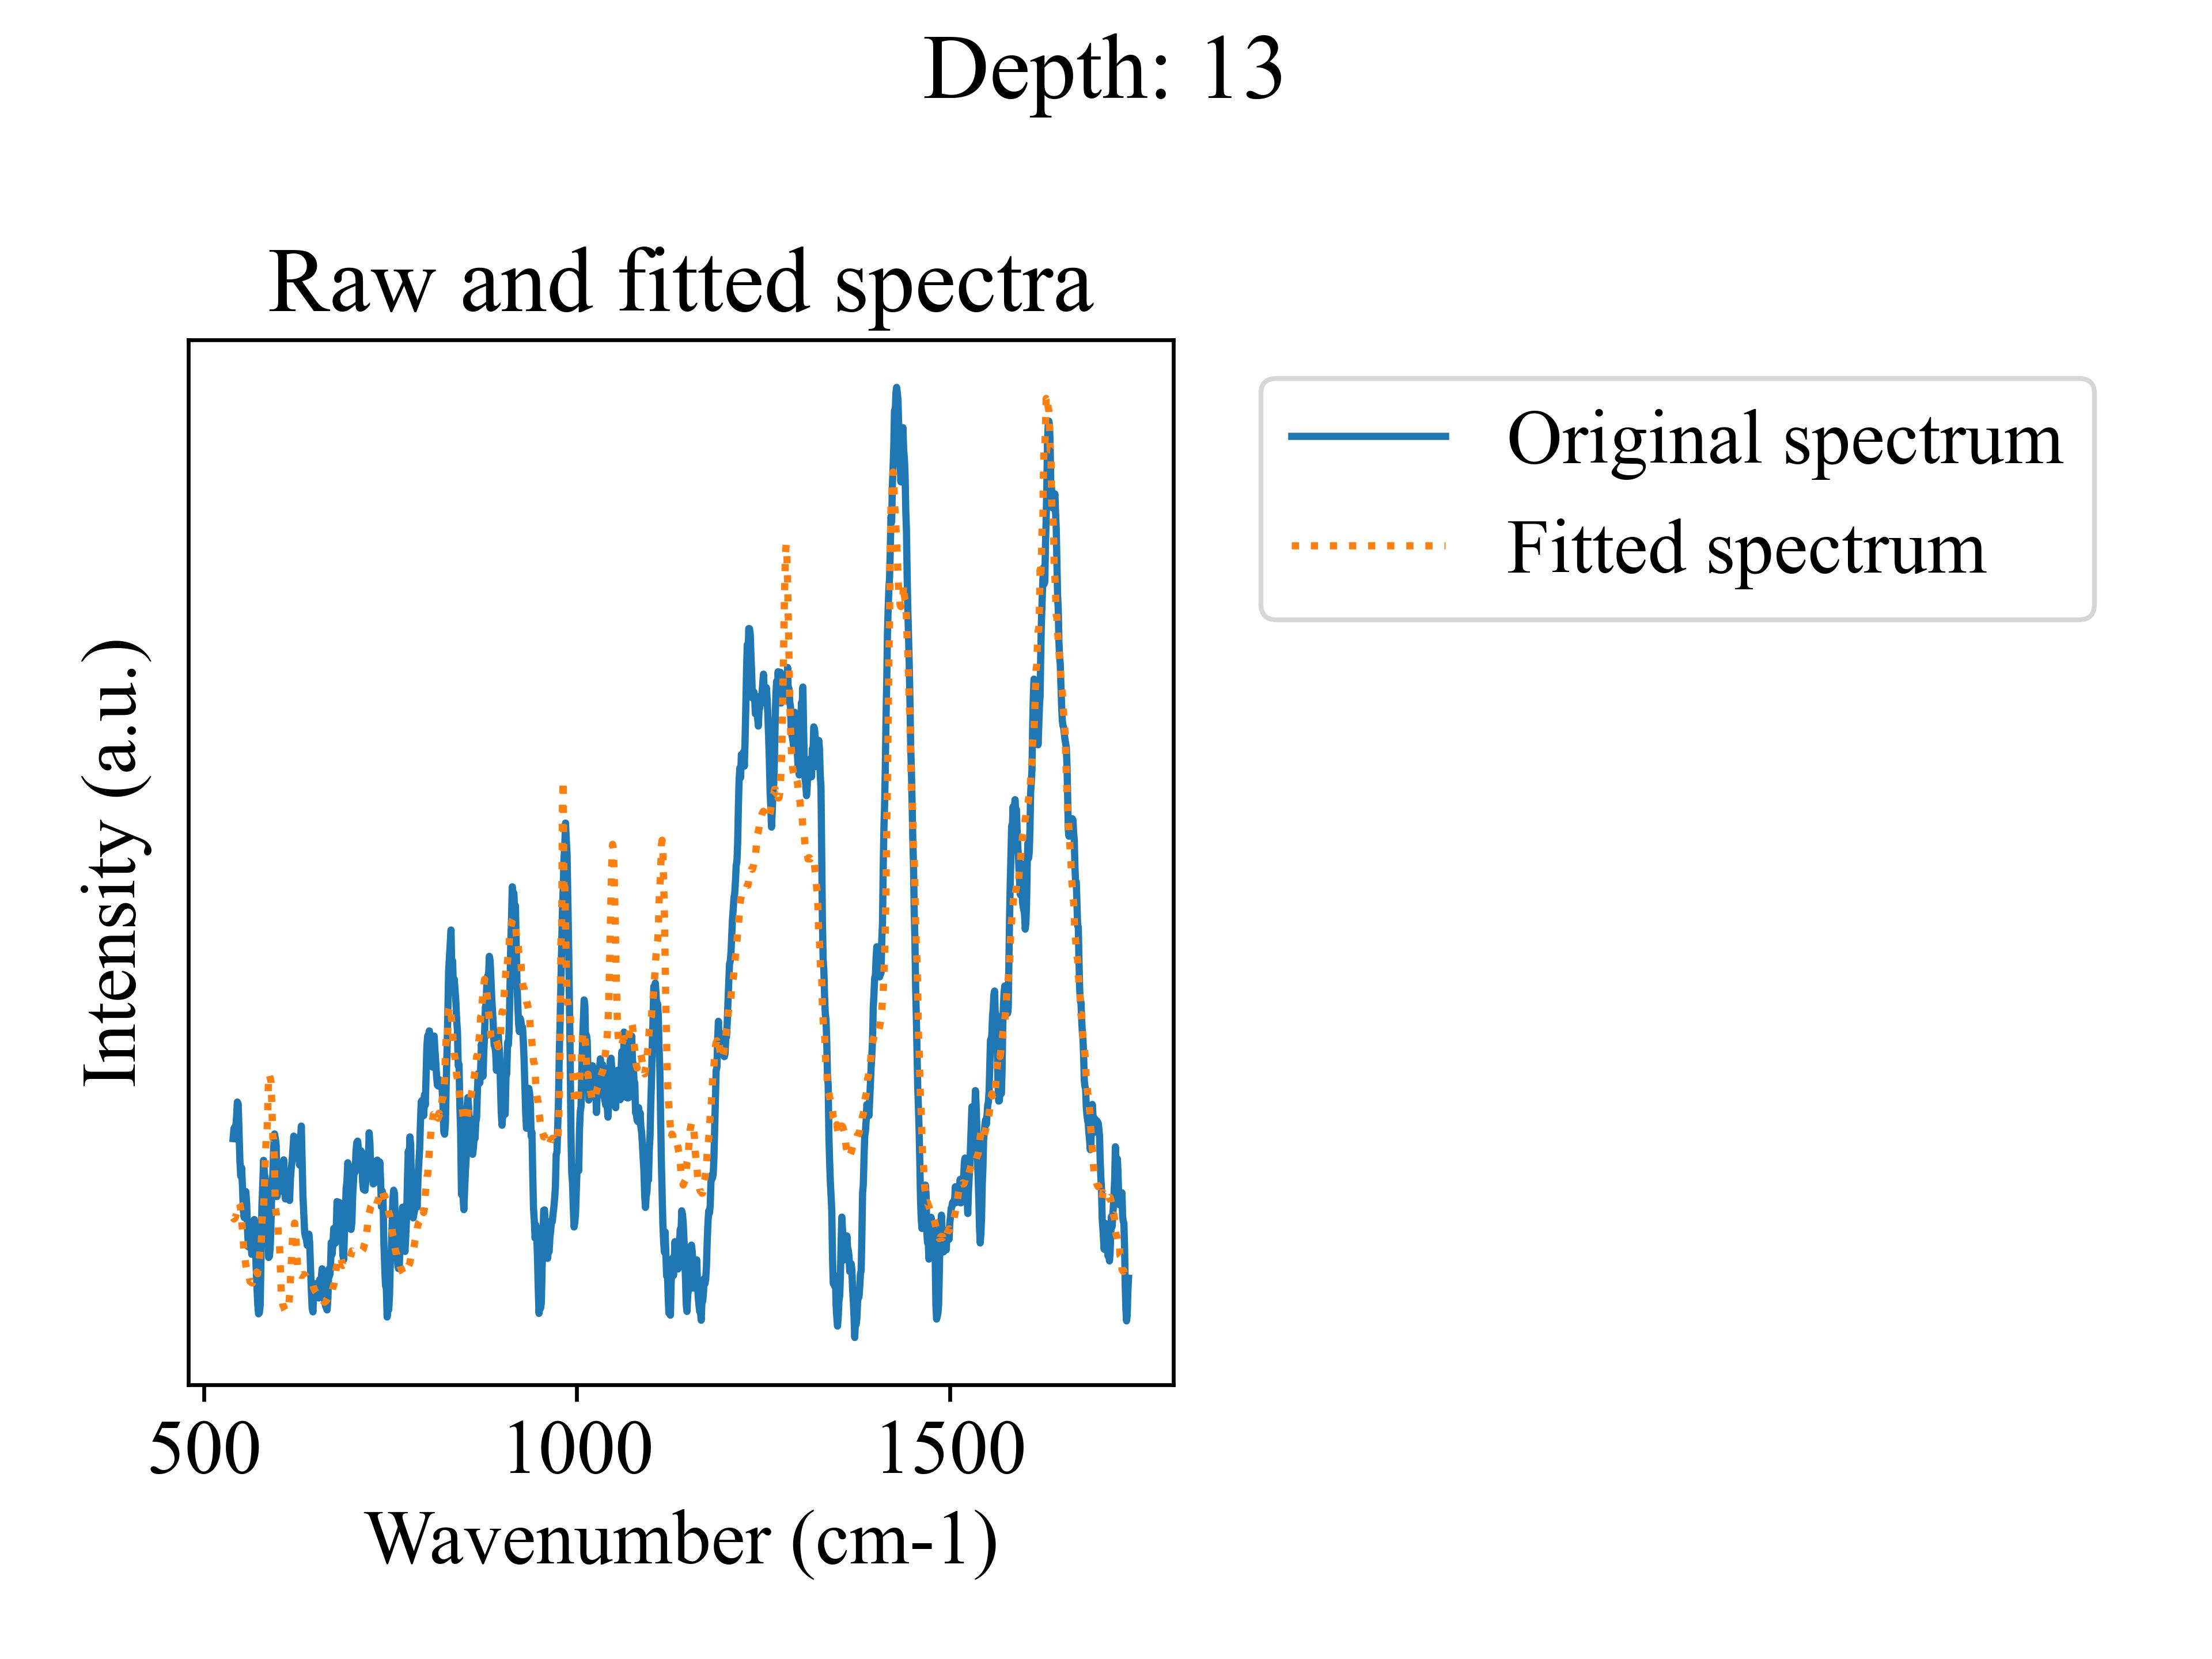 Depth: 13
Raw and fitted spectra
Original spectrum
Fitted spectrum
Intensity (a.u.)
500 1000 1500
Wavenumber (cm-1)